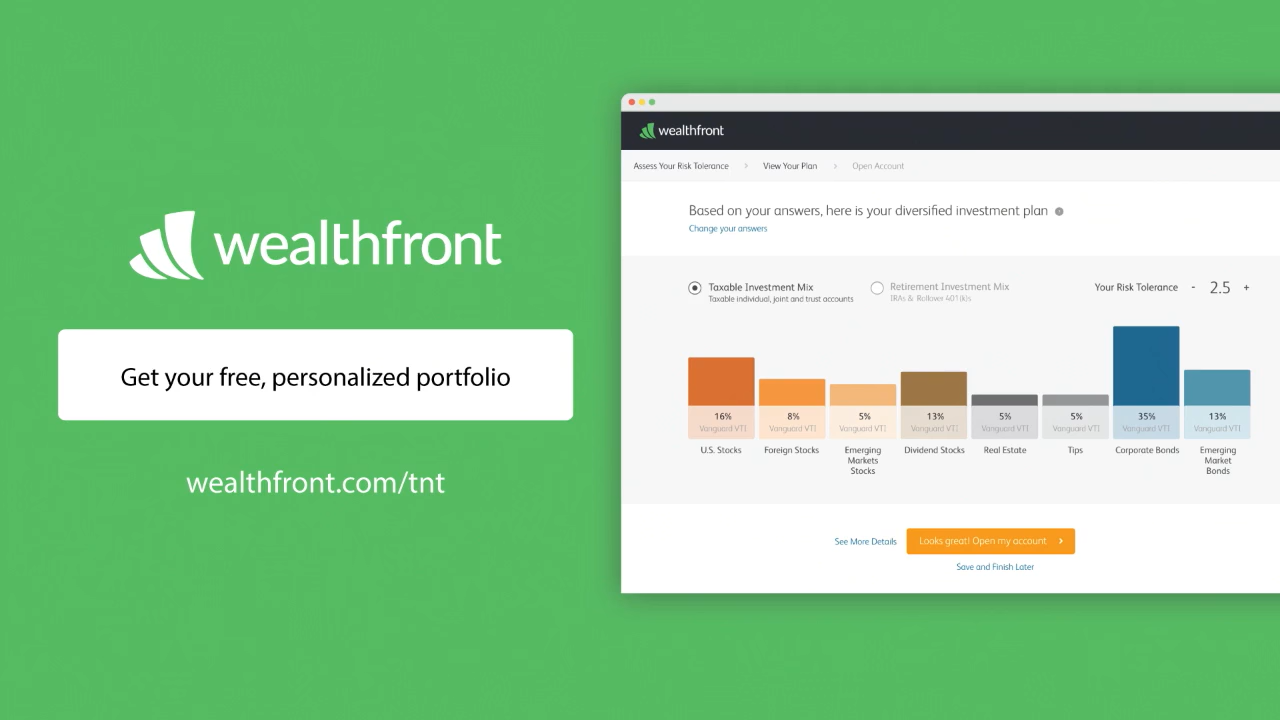 wealthfront
Get your free, personalized portfolio
wealthfront.com/tnt
wealthfront
Assess Your Risk Tolerance > View Your Plan > Open Account
Based on your answers, here is your diversified investment plan
Change your answers
Taxable Investment Mix
Taxable individual, joint and trust accounts
Retirement Investment Mix
IRAs & Rollover 401(k)s
Your Risk Tolerance - 2.5 +
16% 8% 5% 13% 5% 5% 35% 13%
Vanguard VTI Vanguard VTI Vanguard VTI Vanguard VTI Vanguard VTI Vanguard VTI Vanguard VTI Vanguard VTI
U.S. Stocks Foreign Stocks Emerging Dividend Stocks Real Estate Tips Corporate Bonds Emerging
Markets Market
Stocks Bonds
See More Details Looks great! Open my account >
Save and Finish Later